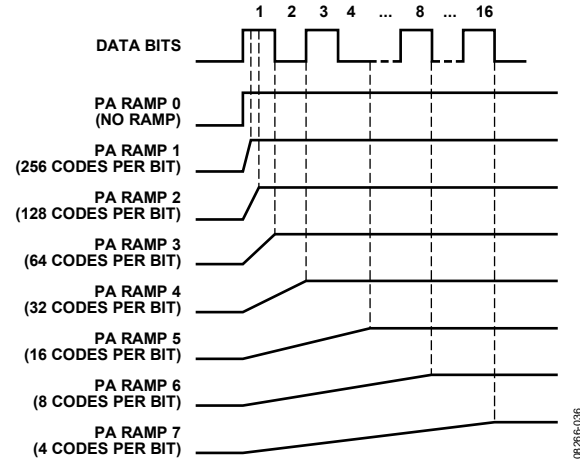 1 2 3 4 ... 8 ... 16
DATA BITS
PA RAMP 0
(NO RAMP)
PA RAMP 1
(256 CODES PER BIT)
PA RAMP 2
(128 CODES PER BIT)
PA RAMP 3
(64 CODES PER BIT)
PA RAMP 4
(32 CODES PER BIT)
PA RAMP 5
(16 CODES PER BIT)
PA RAMP 6
(8 CODES PER BIT)
PA RAMP 7
(4 CODES PER BIT)
08266-036